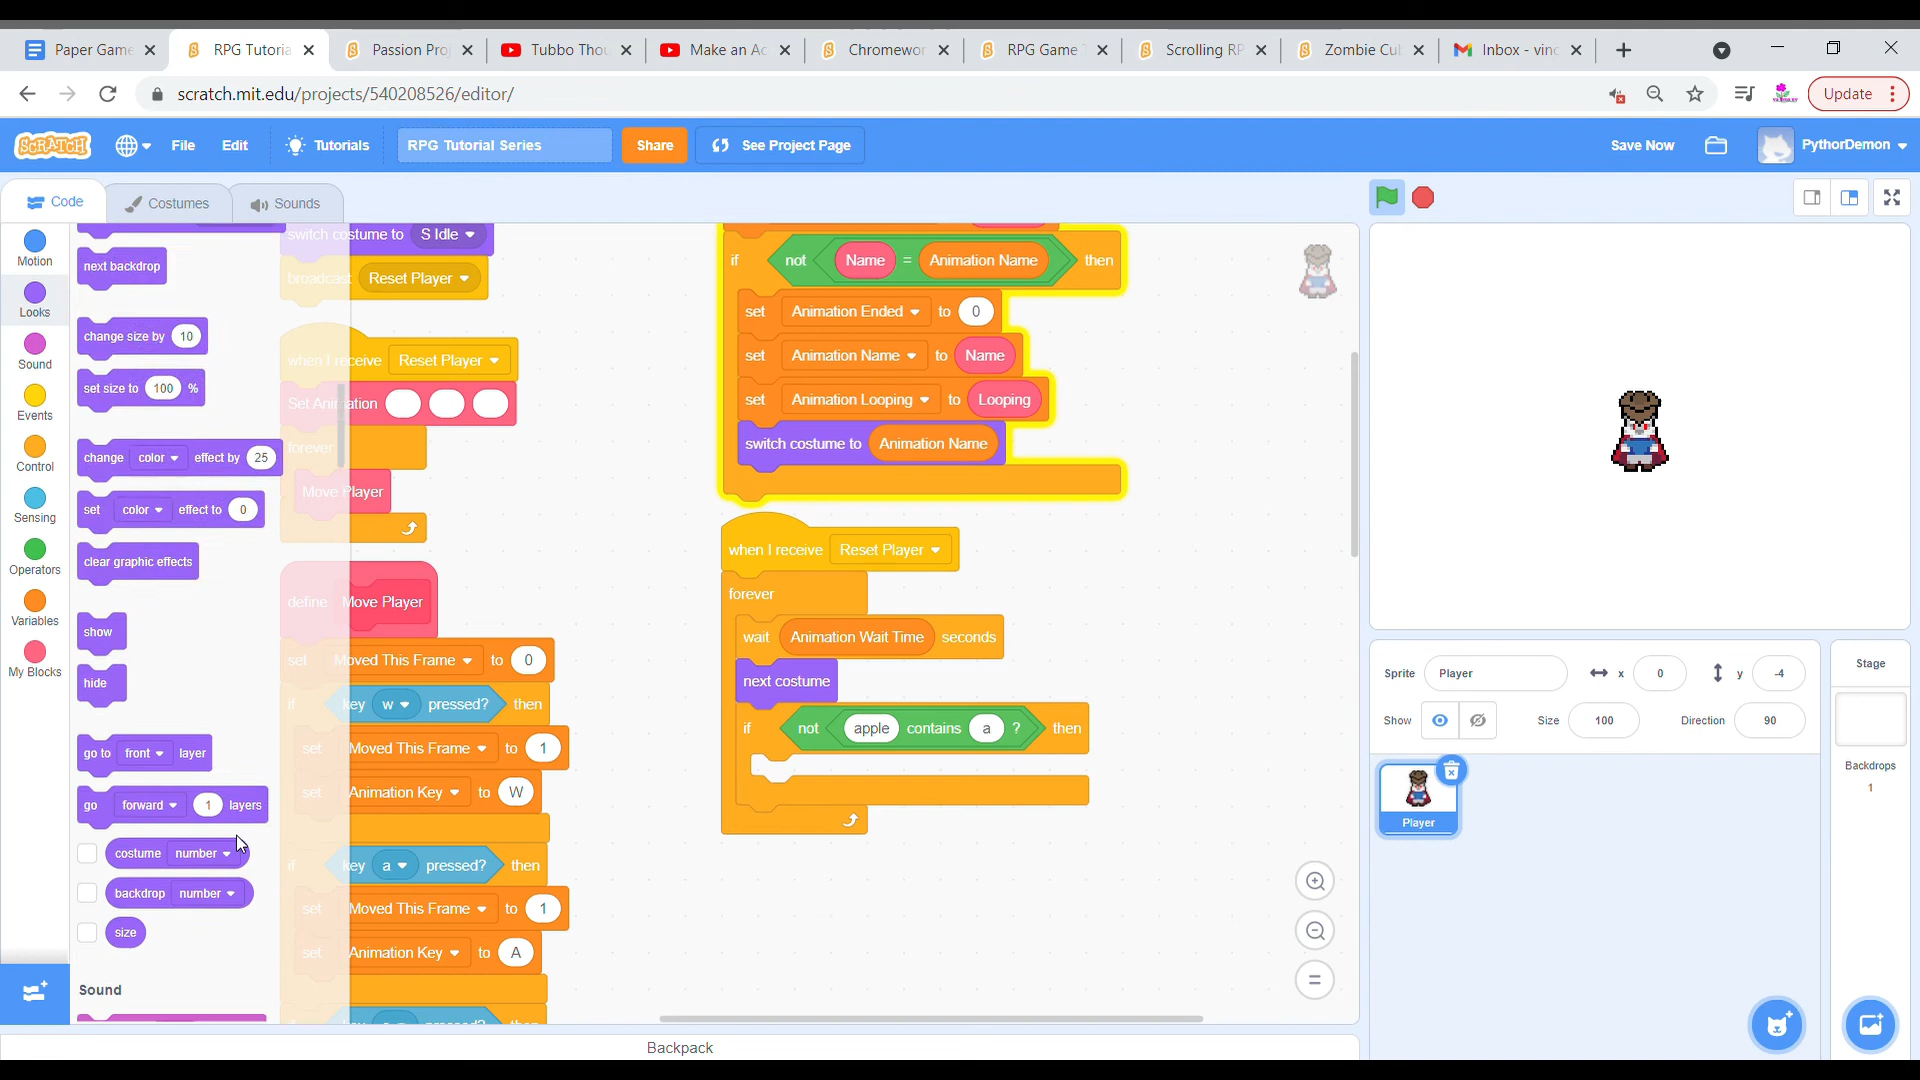 Paper Game
RPG Tutoria
Passion Pro
Tubbo Thou
Make an Ac
Chromewor
RPG Game T
Scrolling RP
Zombie Cu
Inbox - vinc
scratch.mit.edu/projects/540208526/editor/
Update
SCRATCH
File
Edit
Tutorials
RPG Tutorial Series
Share
See Project Page
Save Now
PythorDemon
Code
Costumes
Sounds
Motion
Looks
Sound
Events
Control
Sensing
Operators
Variables
My Blocks
next backdrop
change size by 10
set size to 100 %
change color effect by 25
set color effect to 0
clear graphic effects
show
hide
go to front layer
go forward 1 layers
costume number
backdrop number
size
Sound
switch costume to S Idle
broadcast Reset Player
when I receive Reset Player
Set Animation
forever
Move Player
define Move Player
set Moved This Frame to 0
if key w pressed? then
set Moved This Frame to 1
set Animation Key to W
if key a pressed? then
set Moved This Frame to 1
set Animation Key to A
if not Name = Animation Name then
set Animation Ended to 0
set Animation Name to Name
set Animation Looping to Looping
switch costume to Animation Name
when I receive Reset Player
forever
wait Animation Wait Time seconds
next costume
if not apple contains a ? then
Backpack
Sprite Player x 0 y -4
Show Size 100 Direction 90
Player
Stage
Backdrops
1